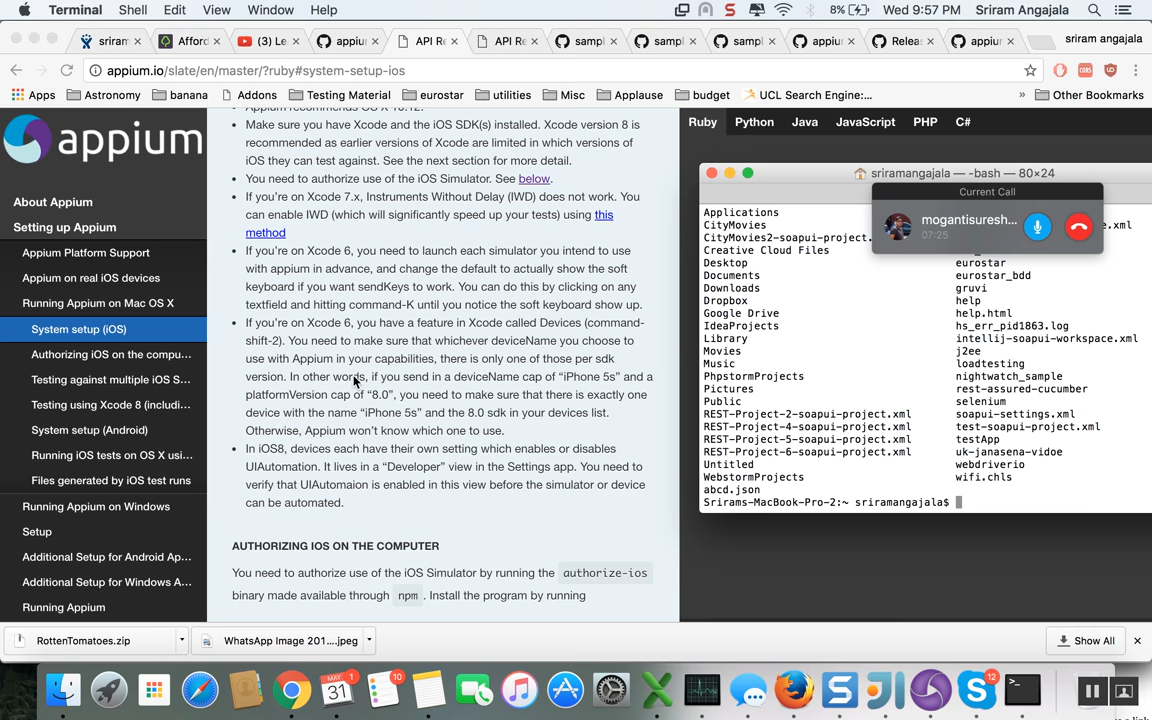 Terminal Shell Edit View Window Help 8% Wed 9:57 PM Sriram Angajala
sriram Afford (3) Le appiu API Re API Re sampl sampl sampl appiu Relea appiu sriram angajala
appium.io/slate/en/master/?ruby#system-setup-ios
Apps Astronomy banana Addons Testing Material eurostar utilities Misc Applause budget UCL Search Engine:... » Other Bookmarks
appium
About Appium
Setting up Appium
Appium Platform Support
Appium on real iOS devices
Running Appium on Mac OS X
System setup (iOS)
Authorizing iOS on the compu...
Testing against multiple iOS S...
Testing using Xcode 8 (includi...
System setup (Android)
Running iOS tests on OS X usi...
Files generated by iOS test runs
Running Appium on Windows
Setup
Additional Setup for Android Ap...
Additional Setup for Windows A...
Running Appium
Appium recommends OS X 10.12.
Make sure you have Xcode and the iOS SDK(s) installed. Xcode version 8 is
recommended as earlier versions of Xcode are limited in which versions of
iOS they can test against. See the next section for more detail.
You need to authorize use of the iOS Simulator. See below.
If you're on Xcode 7.x, Instruments Without Delay (IWD) does not work. You
can enable IWD (which will significantly speed up your tests) using this
method
If you're on Xcode 6, you need to launch each simulator you intend to use
with appium in advance, and change the default to actually show the soft
keyboard if you want sendKeys to work. You can do this by clicking on any
textfield and hitting command-K until you notice the soft keyboard show up.
If you're on Xcode 6, you have a feature in Xcode called Devices (command-
shift-2). You need to make sure that whichever deviceName you choose to
use with Appium in your capabilities, there is only one of those per sdk
version. In other words, if you send in a deviceName cap of "iPhone 5s" and a
platformVersion cap of "8.0", you need to make sure that there is exactly one
device with the name "iPhone 5s" and the 8.0 sdk in your devices list.
Otherwise, Appium won't know which one to use.
In iOS8, devices each have their own setting which enables or disables
UIAutomation. It lives in a "Developer" view in the Settings app. You need to
verify that UIAutomaion is enabled in this view before the simulator or device
can be automated.
AUTHORIZING IOS ON THE COMPUTER
You need to authorize use of the iOS Simulator by running the authorize-ios
binary made available through npm . Install the program by running
Ruby Python Java JavaScript PHP C#
sriramangajala — -bash — 80×24
Current Call
mogantisuresh...
07:25
Applications
CityMovies e.xml
CityMovies2-soapui-project.
Creative Cloud Files
Desktop eurostar
Documents eurostar_bdd
Downloads gruvi
Dropbox help
Google Drive help.html
IdeaProjects hs_err_pid1863.log
Library intellij-soapui-workspace.xml
Movies j2ee
Music loadtesting
PhpstormProjects nightwatch_sample
Pictures rest-assured-cucumber
Public selenium
REST-Project-2-soapui-project.xml soapui-settings.xml
REST-Project-4-soapui-project.xml test-soapui-project.xml
REST-Project-5-soapui-project.xml testApp
REST-Project-6-soapui-project.xml uk-janasena-vidoe
Untitled webdriverio
WebstormProjects wifi.chls
abcd.json
Srirams-MacBook-Pro-2:~ sriramangajala$
RottenTomatoes.zip WhatsApp Image 201....jpeg Show All
MAY 31 1 10 12